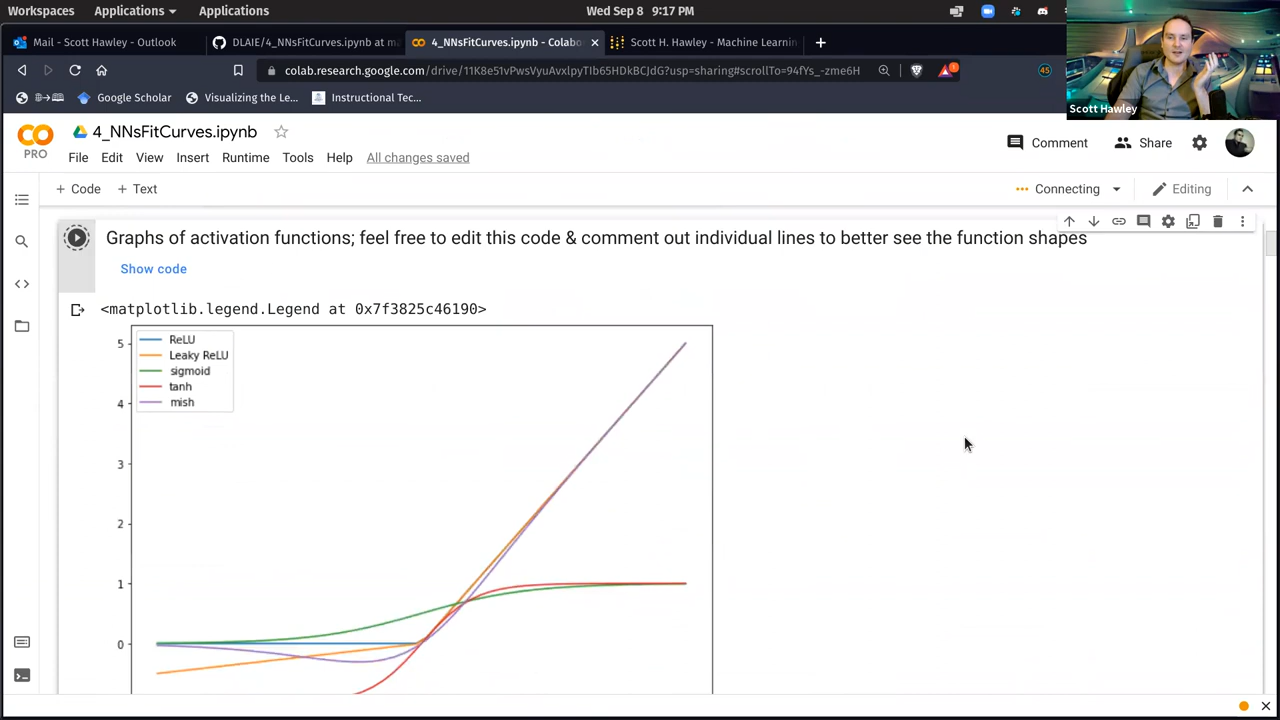 Workspaces Applications Applications Wed Sep 8 9:17 PM
Mail - Scott Hawley - Outlook DLAIE/4_NNsFitCurves.ipynb at m 4_NNsFitCurves.ipynb - Colabo Scott H. Hawley - Machine Learnin
colab.research.google.com/drive/11K8e51vPwsVyuAvxlpyTIb65HDkBCJdG?usp=sharing#scrollTo=94fYs_-zme6H 1 45
Google Scholar Visualizing the Le... Instructional Tec...
Scott Hawley
4_NNsFitCurves.ipynb
PRO
File Edit View Insert Runtime Tools Help All changes saved
Comment Share
+ Code + Text Connecting Editing
Graphs of activation functions; feel free to edit this code & comment out individual lines to better see the function shapes
Show code
<matplotlib.legend.Legend at 0x7f3825c46190>
ReLU
Leaky ReLU
sigmoid
tanh
mish
5
4
3
2
1
0